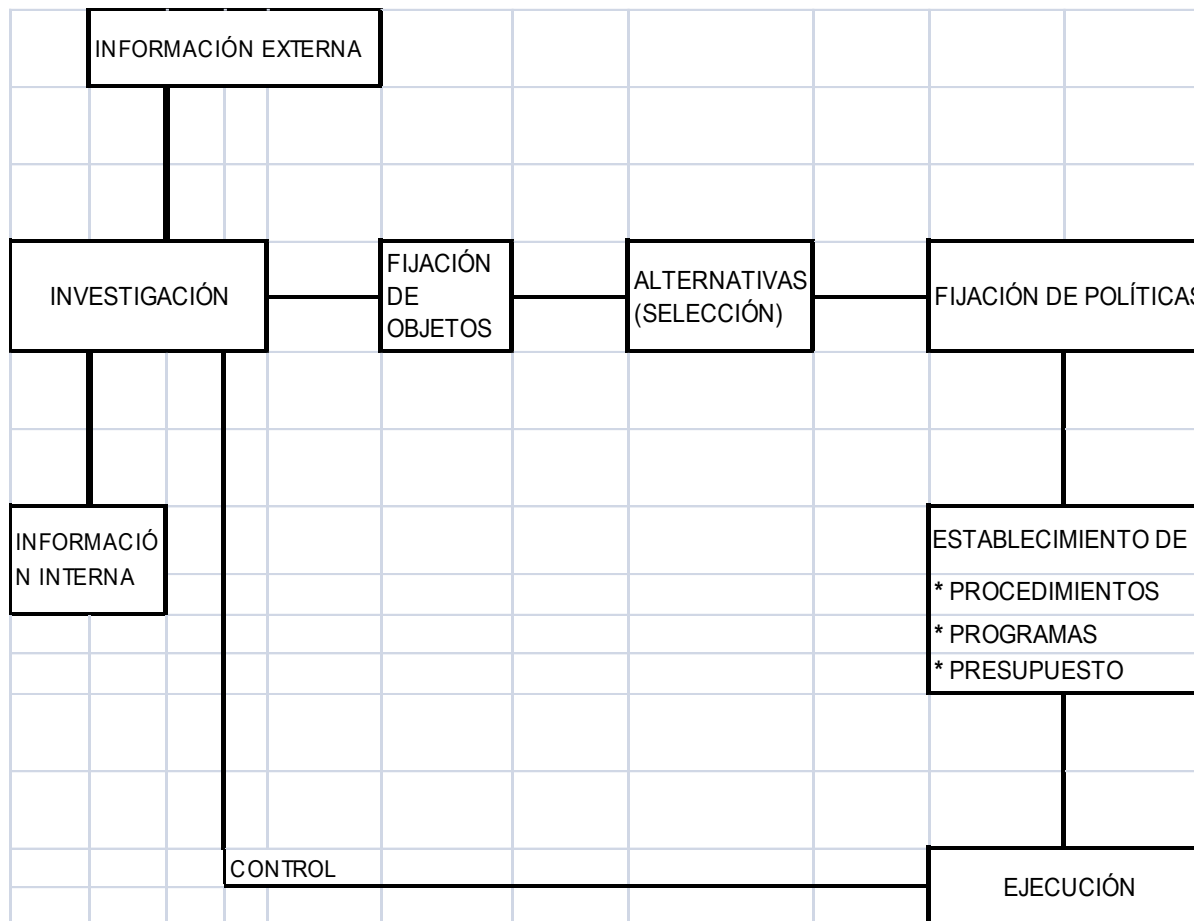 INFORMACIÓN EXTERNA
INVESTIGACIÓN
FIJACIÓN
DE
OBJETOS
ALTERNATIVAS
(SELECCIÓN)
FIJACIÓN DE POLÍTICAS
INFORMACIÓ
N INTERNA
ESTABLECIMIENTO DE
* PROCEDIMIENTOS
* PROGRAMAS
* PRESUPUESTO
CONTROL
EJECUCIÓN